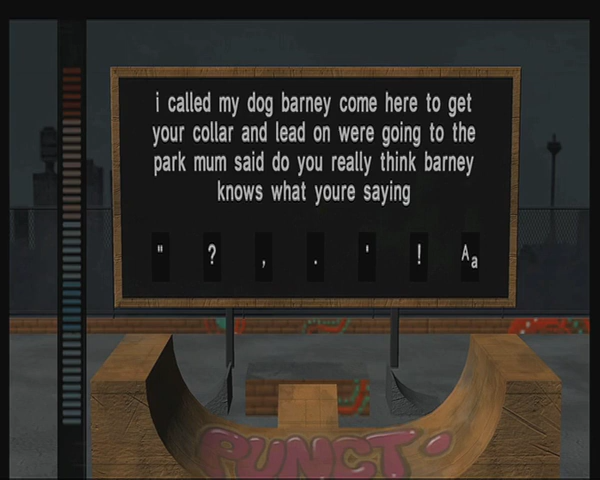 i called my dog barney come here to get
your collar and lead on were going to the
park mum said do you really think barney
knows what youre saying
" ? , . ' ! Aa
PUNCT.